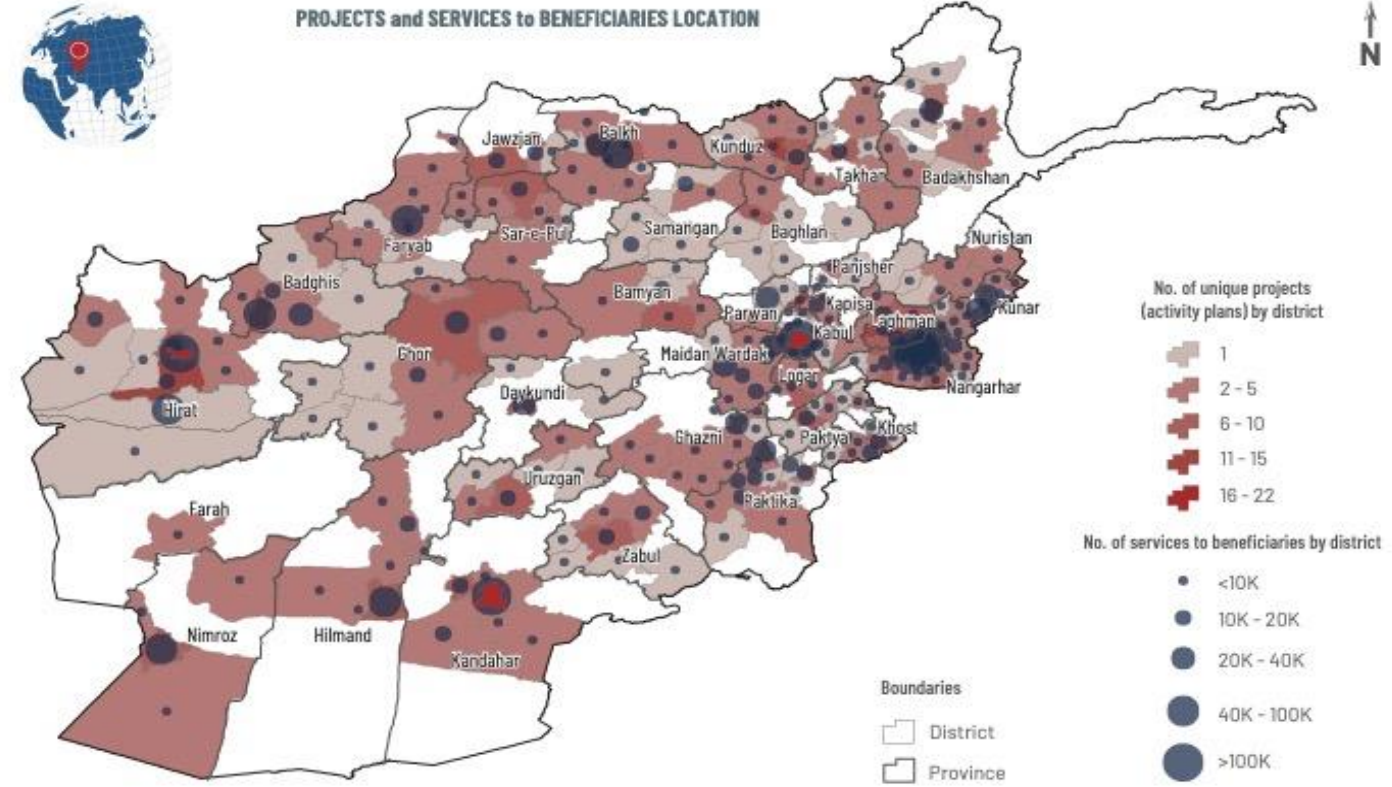 PROJECTS and SERVICES to BENEFICIARIES LOCATION
N
Jawzjan
Balkh
Kunduz
Takhar
Badakhshan
Faryab
Sar-e-Pul
Samangan
Baghlan
Nuristan
Badghis
Panjsher
Bamyan
Parwan
Kapisa
Kunar
Laghman
Kabul
Ghor
Maidan Wardak
Logar
Nangarhar
Daykundi
Hirat
Ghazni
Paktya
Khost
Uruzgan
Paktika
Farah
Zabul
Nimroz
Hilmand
Kandahar
No. of unique projects
(activity plans) by district
1
2 - 5
6 - 10
11 - 15
16 - 22
No. of services to beneficiaries by district
<10K
10K - 20K
20K - 40K
40K - 100K
>100K
Boundaries
District
Province